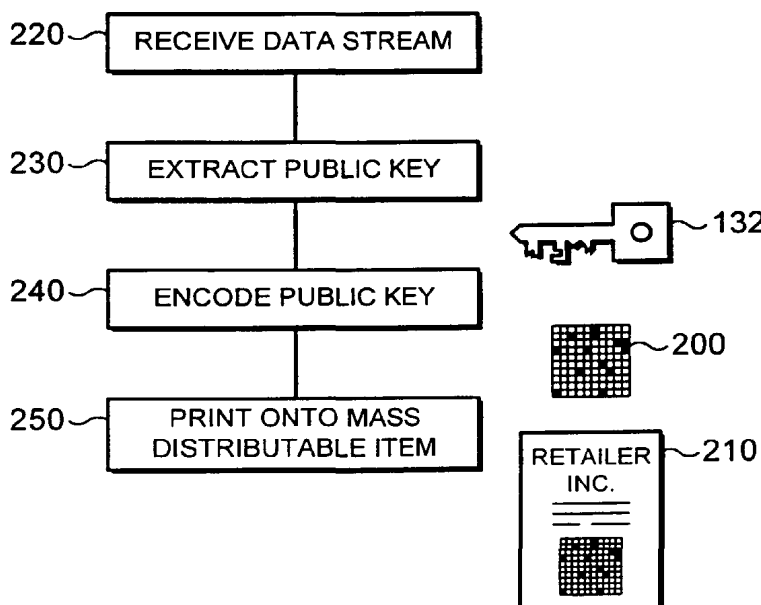 220
RECEIVE DATA STREAM
230
EXTRACT PUBLIC KEY
132
240
ENCODE PUBLIC KEY
200
250
PRINT ONTO MASS
DISTRIBUTABLE ITEM
210
RETAILER
INC.